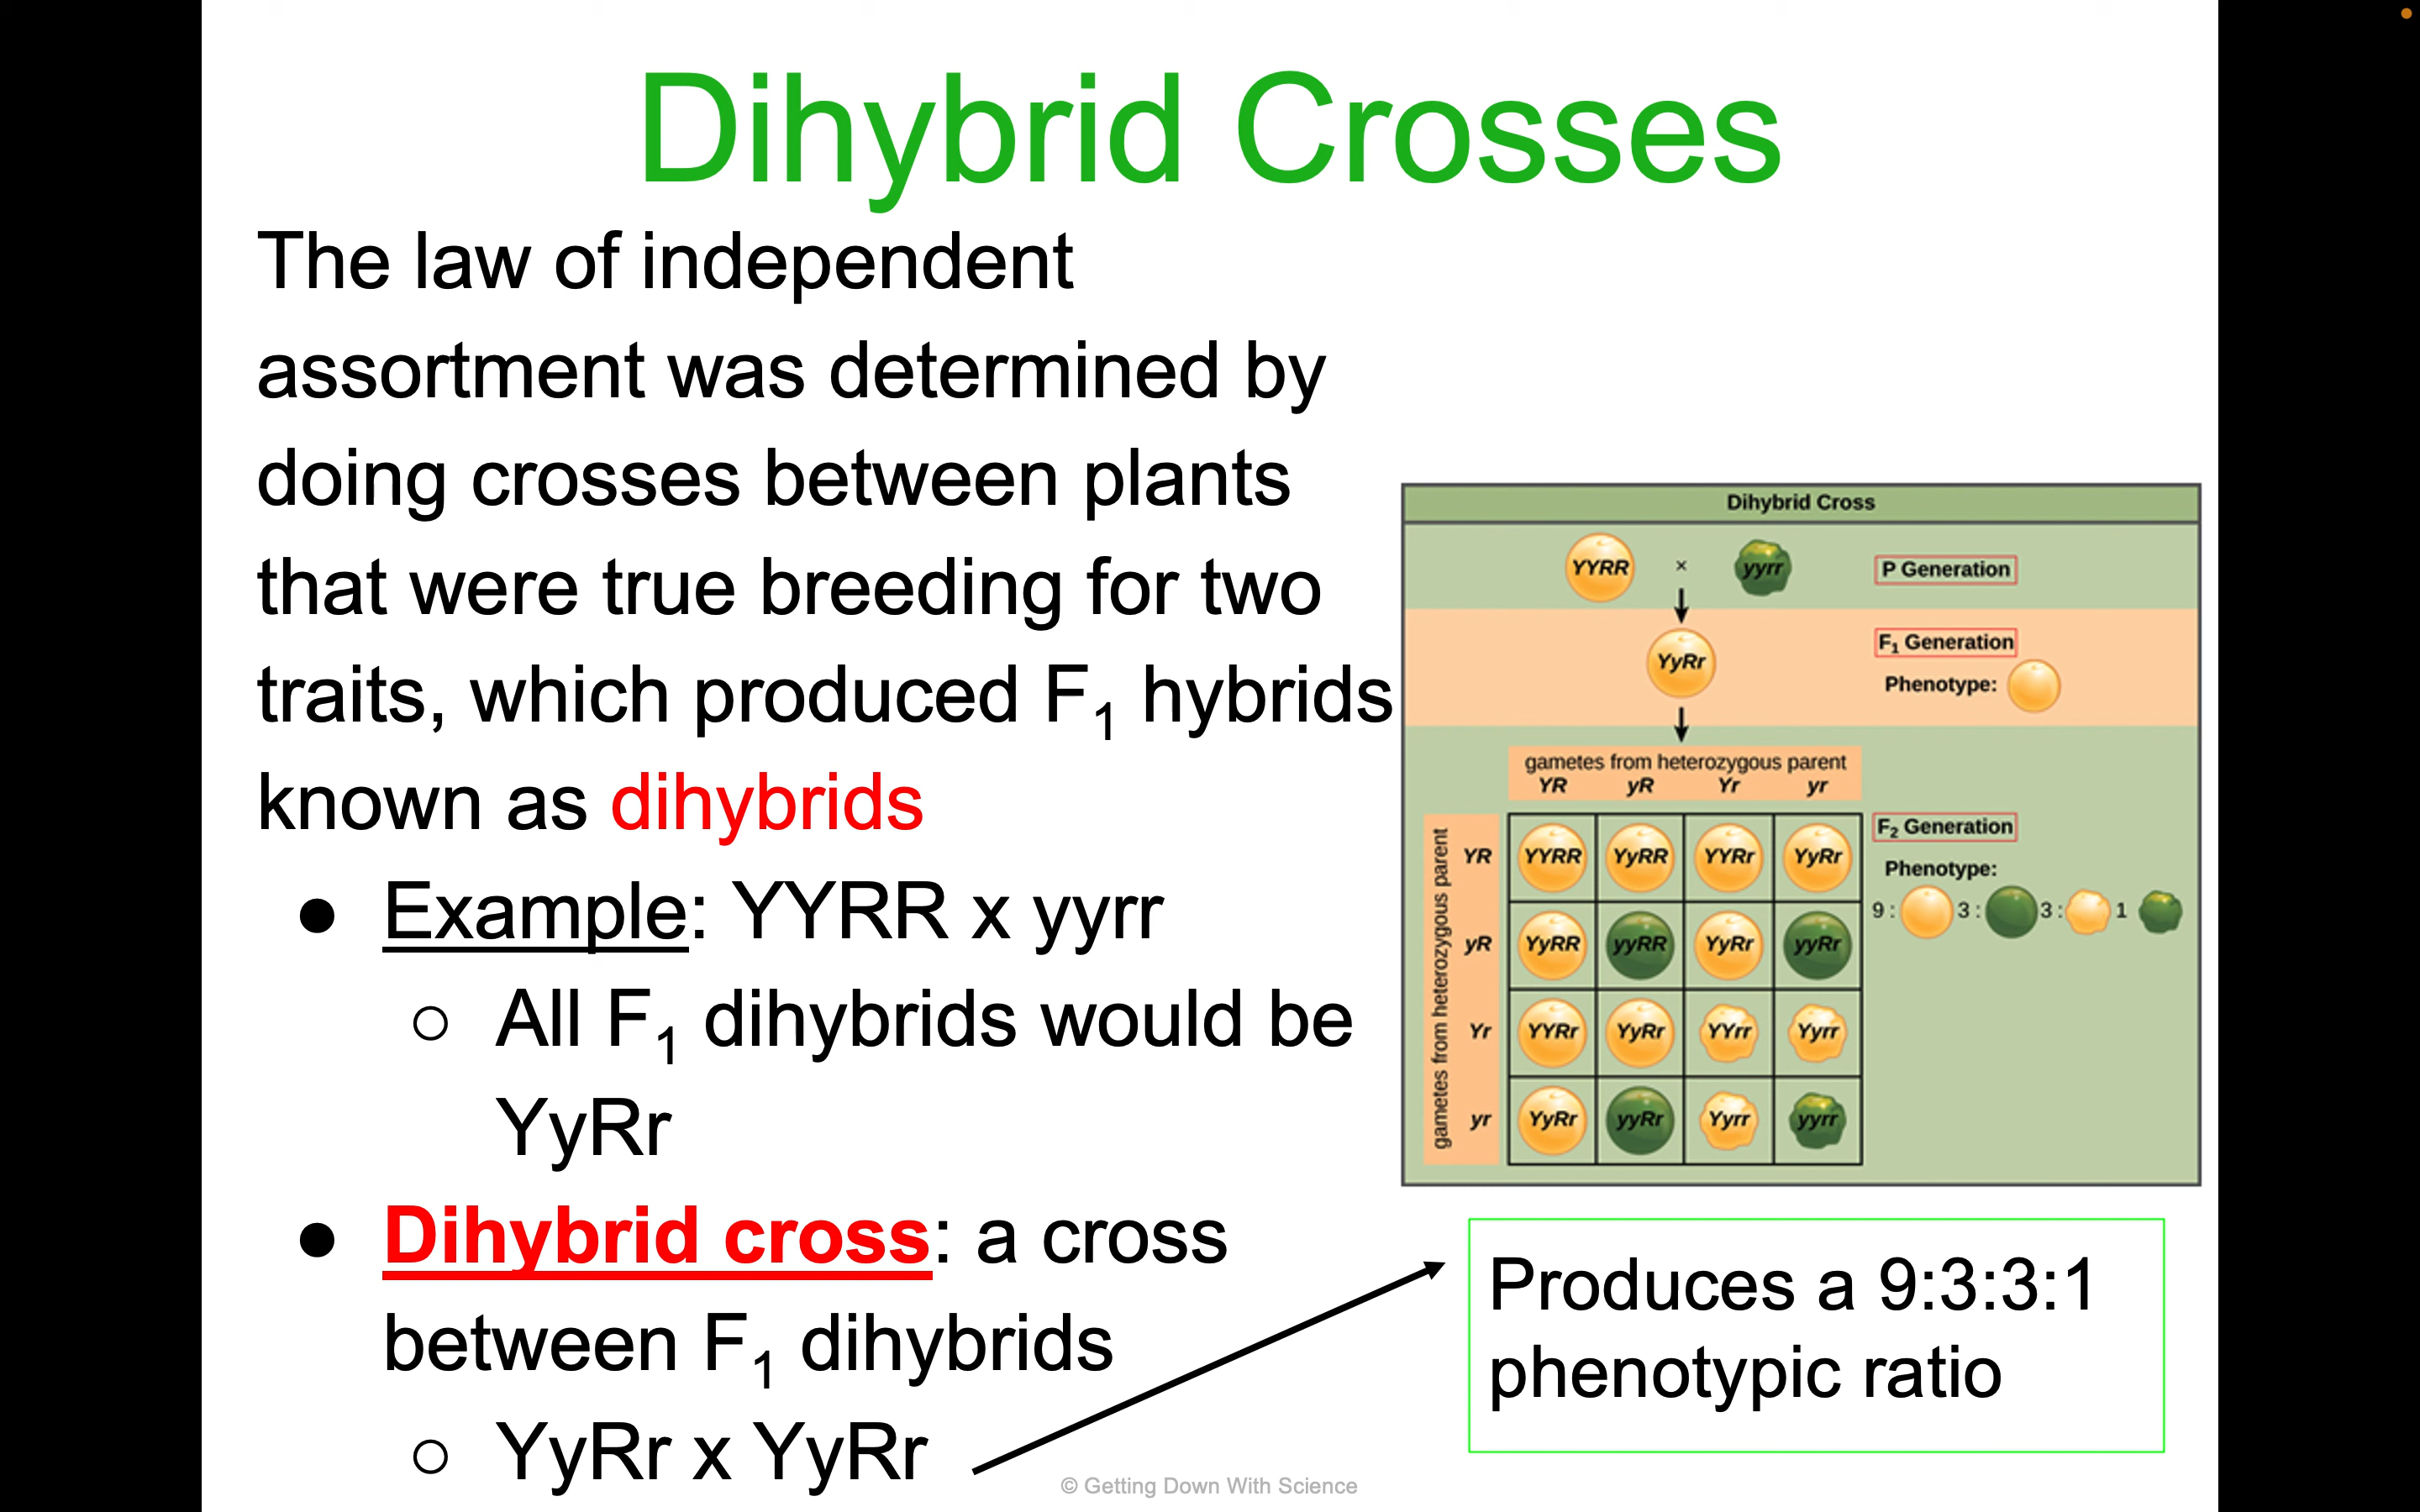 Dihybrid Crosses
The law of independent
assortment was determined by
doing crosses between plants
that were true breeding for two
traits, which produced F₁ hybrids
known as dihybrids
● Example: YYRR x yyrr
○ All F₁ dihybrids would be
YyRr
● Dihybrid cross: a cross
between F₁ dihybrids
○ YyRr x YyRr
Dihybrid Cross
YYRR × yyrr P Generation
F₁ Generation
YyRr
Phenotype:
gametes from heterozygous parent
YR yR Yr yr
gametes from heterozygous parent
YR YYRR YyRR YYRr YyRr
yR YyRR yyRR YyRr yyRr
Yr YYRr YyRr YYrr Yyrr
yr YyRr yyRr Yyrr yyrr
F₂ Generation
Phenotype:
9 : 3 : 3 : 1
Produces a 9:3:3:1
phenotypic ratio
© Getting Down With Science